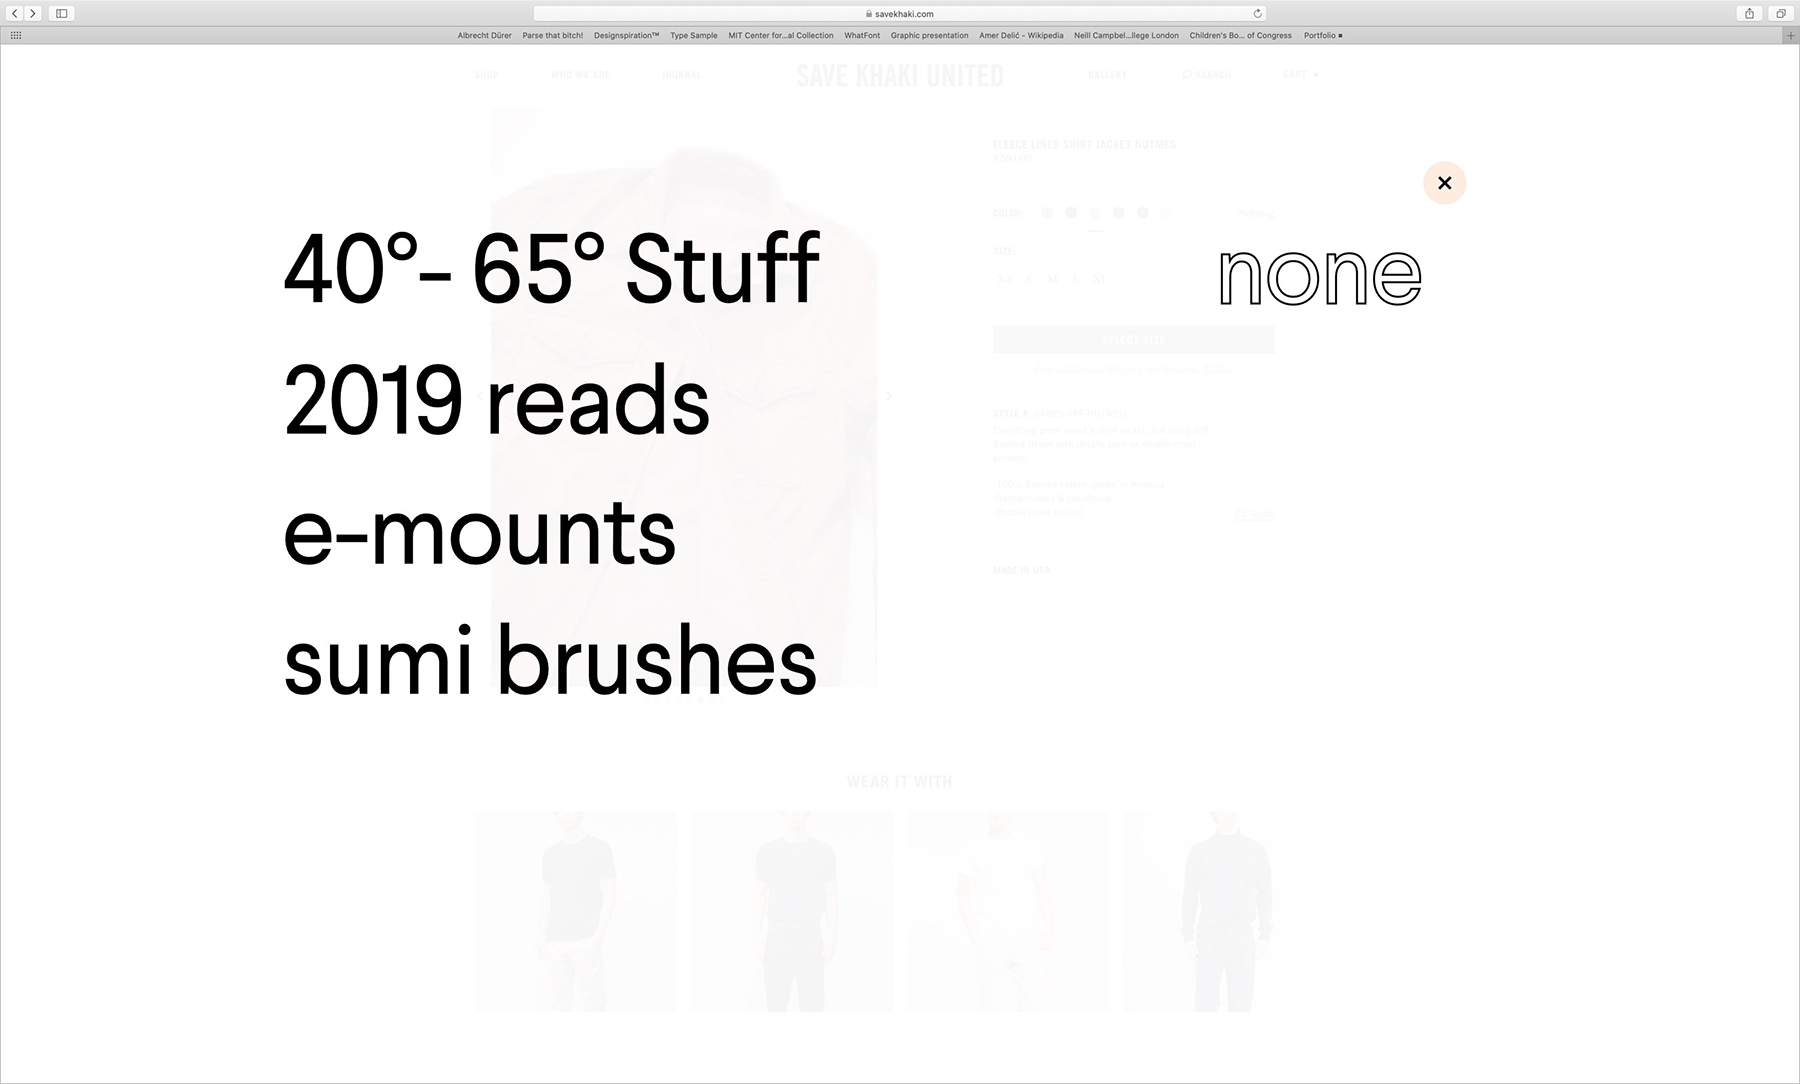 savekhaki.com
Albrecht Dürer Parse that bitch! Designspiration™ Type Sample MIT Center for...al Collection WhatFont Graphic presentation Amer Delić - Wikipedia Neill Campbel...llege London Children's Bo... of Congress Portfolio
SHOP WHO WE ARE JOURNAL SAVE KHAKI UNITED GALLERY SEARCH CART
FLEECE LINED SHIRT JACKET NUTMEG
COLOR: Nutmeg
40°- 65° Stuff
none
SIZE:
XS S M L XL
SELECT SIZE
2019 reads
STYLE #
e-mounts
MADE IN USA
sumi brushes
WEAR IT WITH